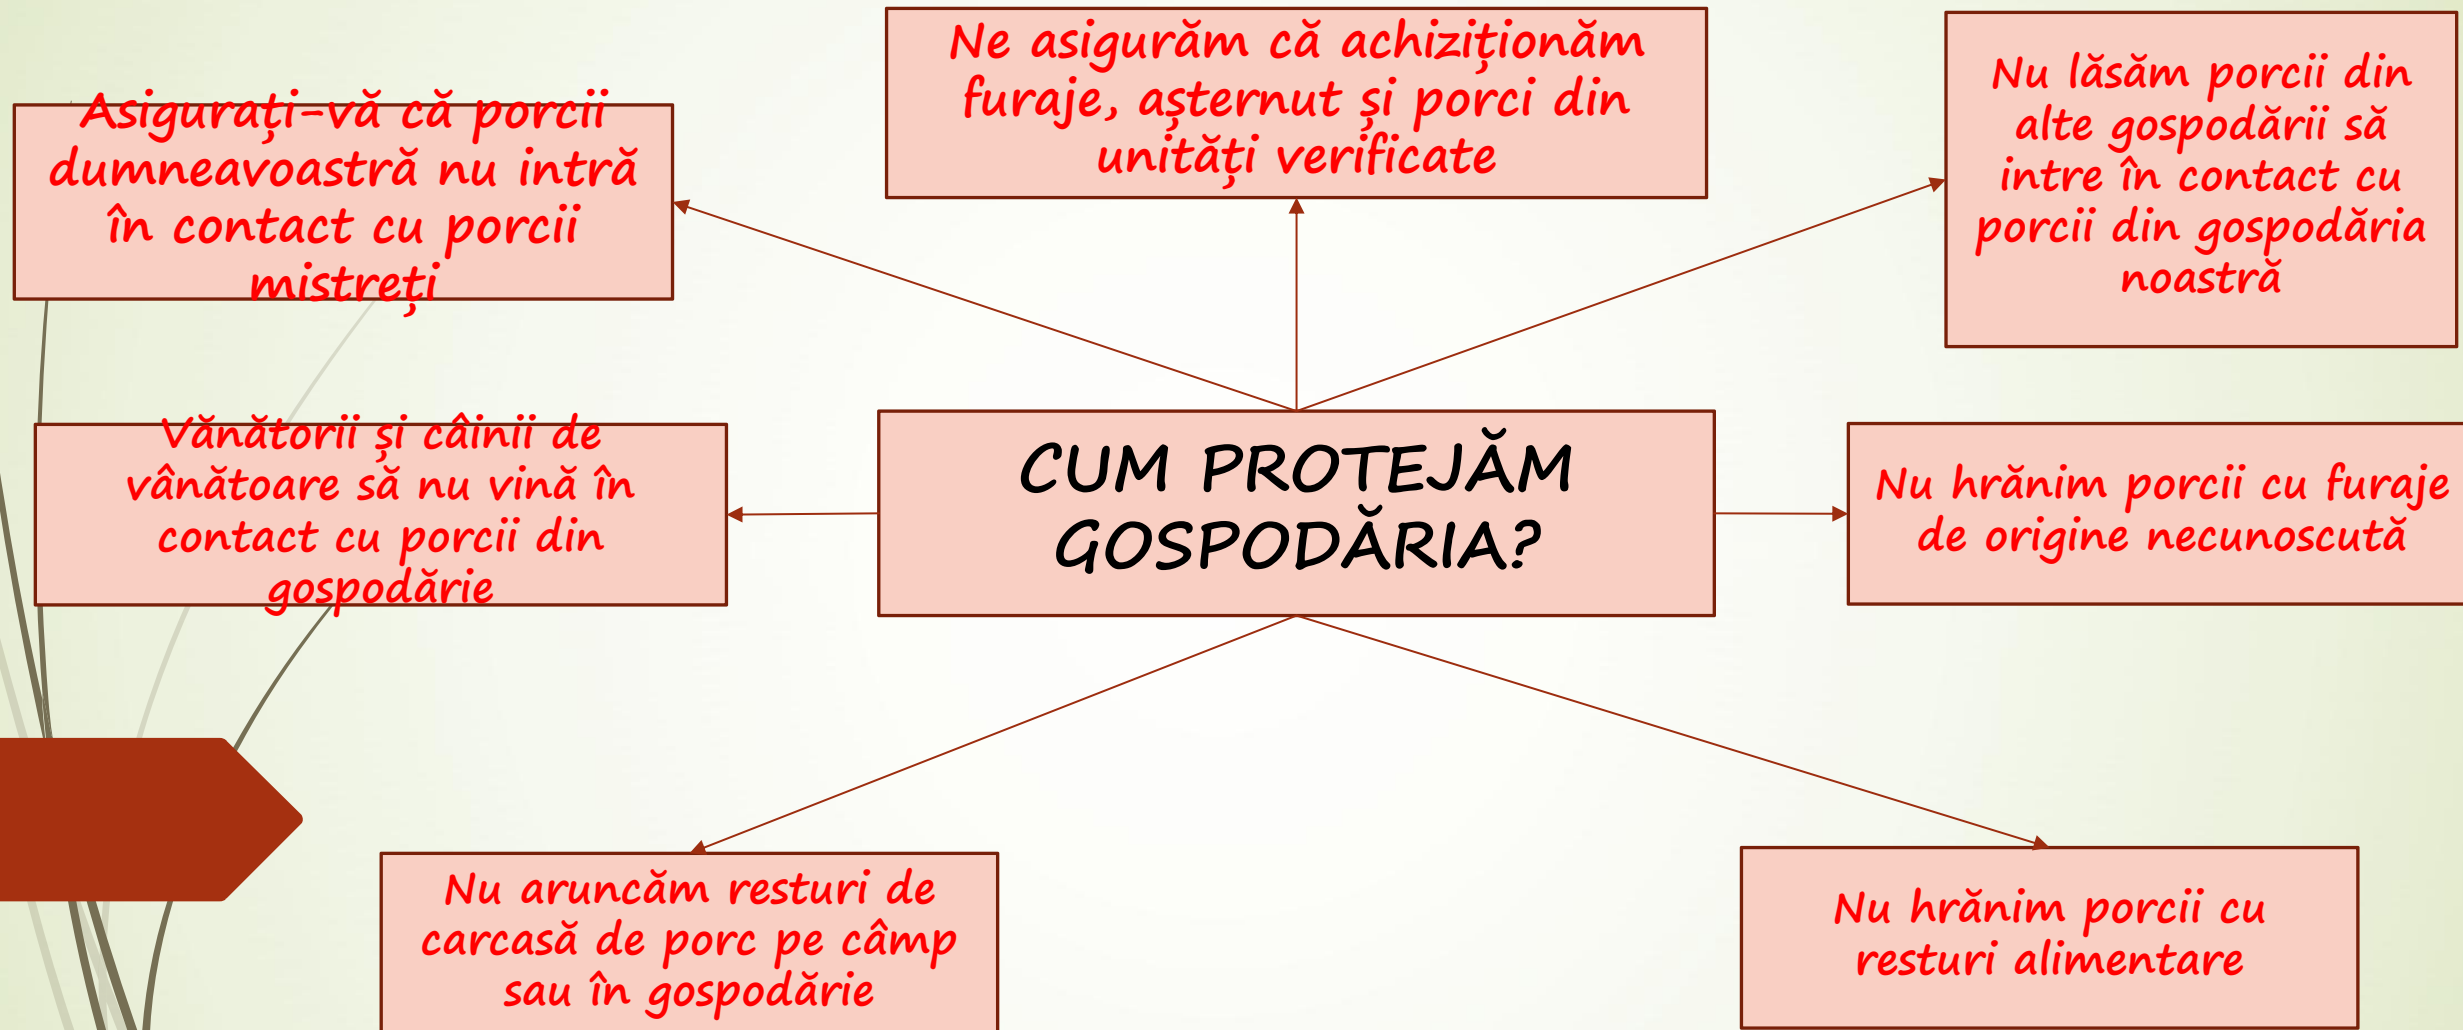 Ne asigurăm că achiziționăm
furaje, așternut și porci din
unități verificate
Asigurați-vă că porcii
dumneavoastră nu intră
în contact cu porcii
mistreți
Nu lăsăm porcii din
alte gospodării să
intre în contact cu
porcii din gospodăria
noastră
Vănătorii și câinii de
vânătoare să nu vină în
contact cu porcii din
gospodărie
CUM PROTEJĂM
GOSPODĂRIA?
Nu hrănim porcii cu furaje
de origine necunoscută
Nu aruncăm resturi de
carcasă de porc pe câmp
sau în gospodărie
Nu hrănim porcii cu
resturi alimentare